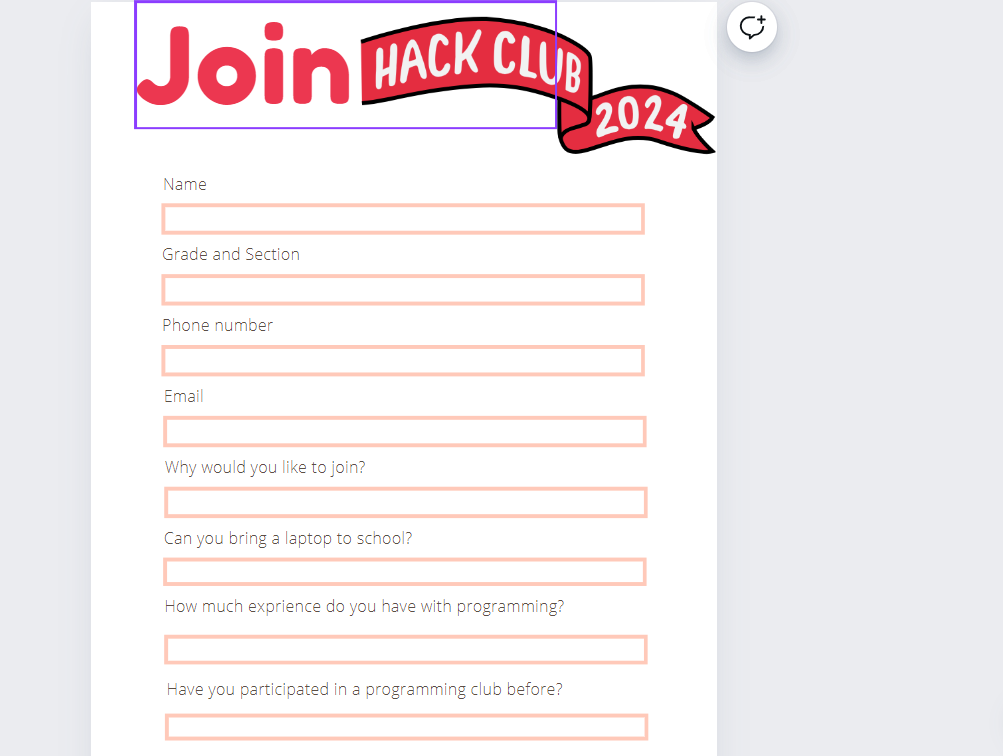 Join HACK CLUB
2024
Name
Grade and Section
Phone number
Email
Why would you like to join?
Can you bring a laptop to school?
How much exprience do you have with programming?
Have you participated in a programming club before?